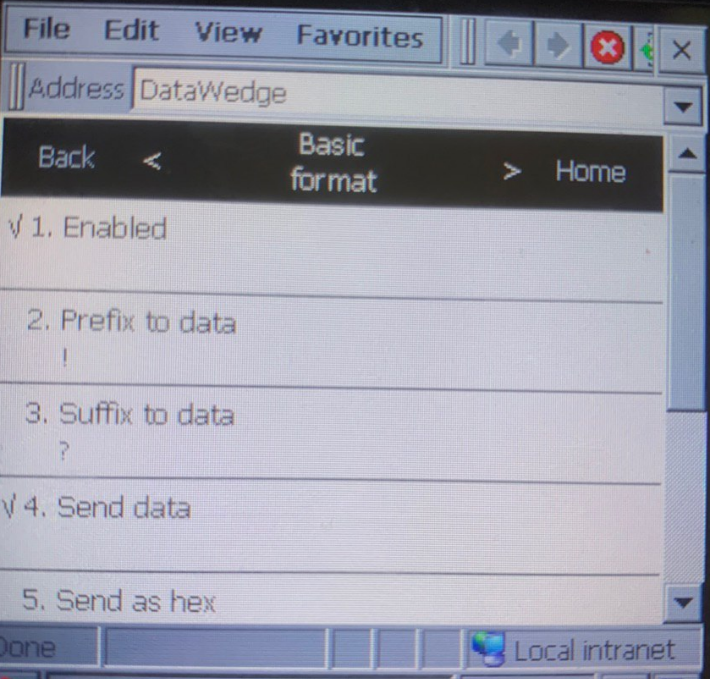 File Edit View Favorites
Address DataWedge
Back < Basic format > Home
√ 1. Enabled
2. Prefix to data
!
3. Suffix to data
?
√ 4. Send data
5. Send as hex
Done Local intranet